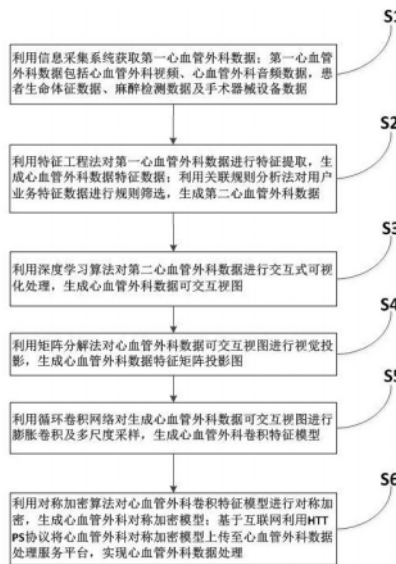 S1
利用信息采集系统获取第一心血管外科数据；第一心血管
外科数据包括心血管外科视频、心血管外科音频数据，患
者生命体征数据、麻醉检测数据及手术器械设备数据
S2
利用特征工程法对第一心血管外科数据进行特征提取，生
成心血管外科数据特征数据；利用关联规则分析法对用户
业务特征数据进行规则筛选，生成第二心血管外科数据
S3
利用深度学习算法对第二心血管外科数据进行交互式可视
化处理，生成心血管外科数据可交互视图
S4
利用矩阵分解法对心血管外科数据可交互视图进行视觉投
影，生成心血管外科数据特征矩阵投影图
S5
利用循环卷积网络对生成心血管外科数据可交互视图进行
膨胀卷积及多尺度采样，生成心血管外科卷积特征模型
S6
利用对称加密算法对心血管外科卷积特征模型进行对称加
密，生成心血管外科对称加密模型；基于互联网利用HTT
PS协议将心血管外科对称加密模型上传至心血管外科数据
处理服务平台，实现心血管外科数据处理